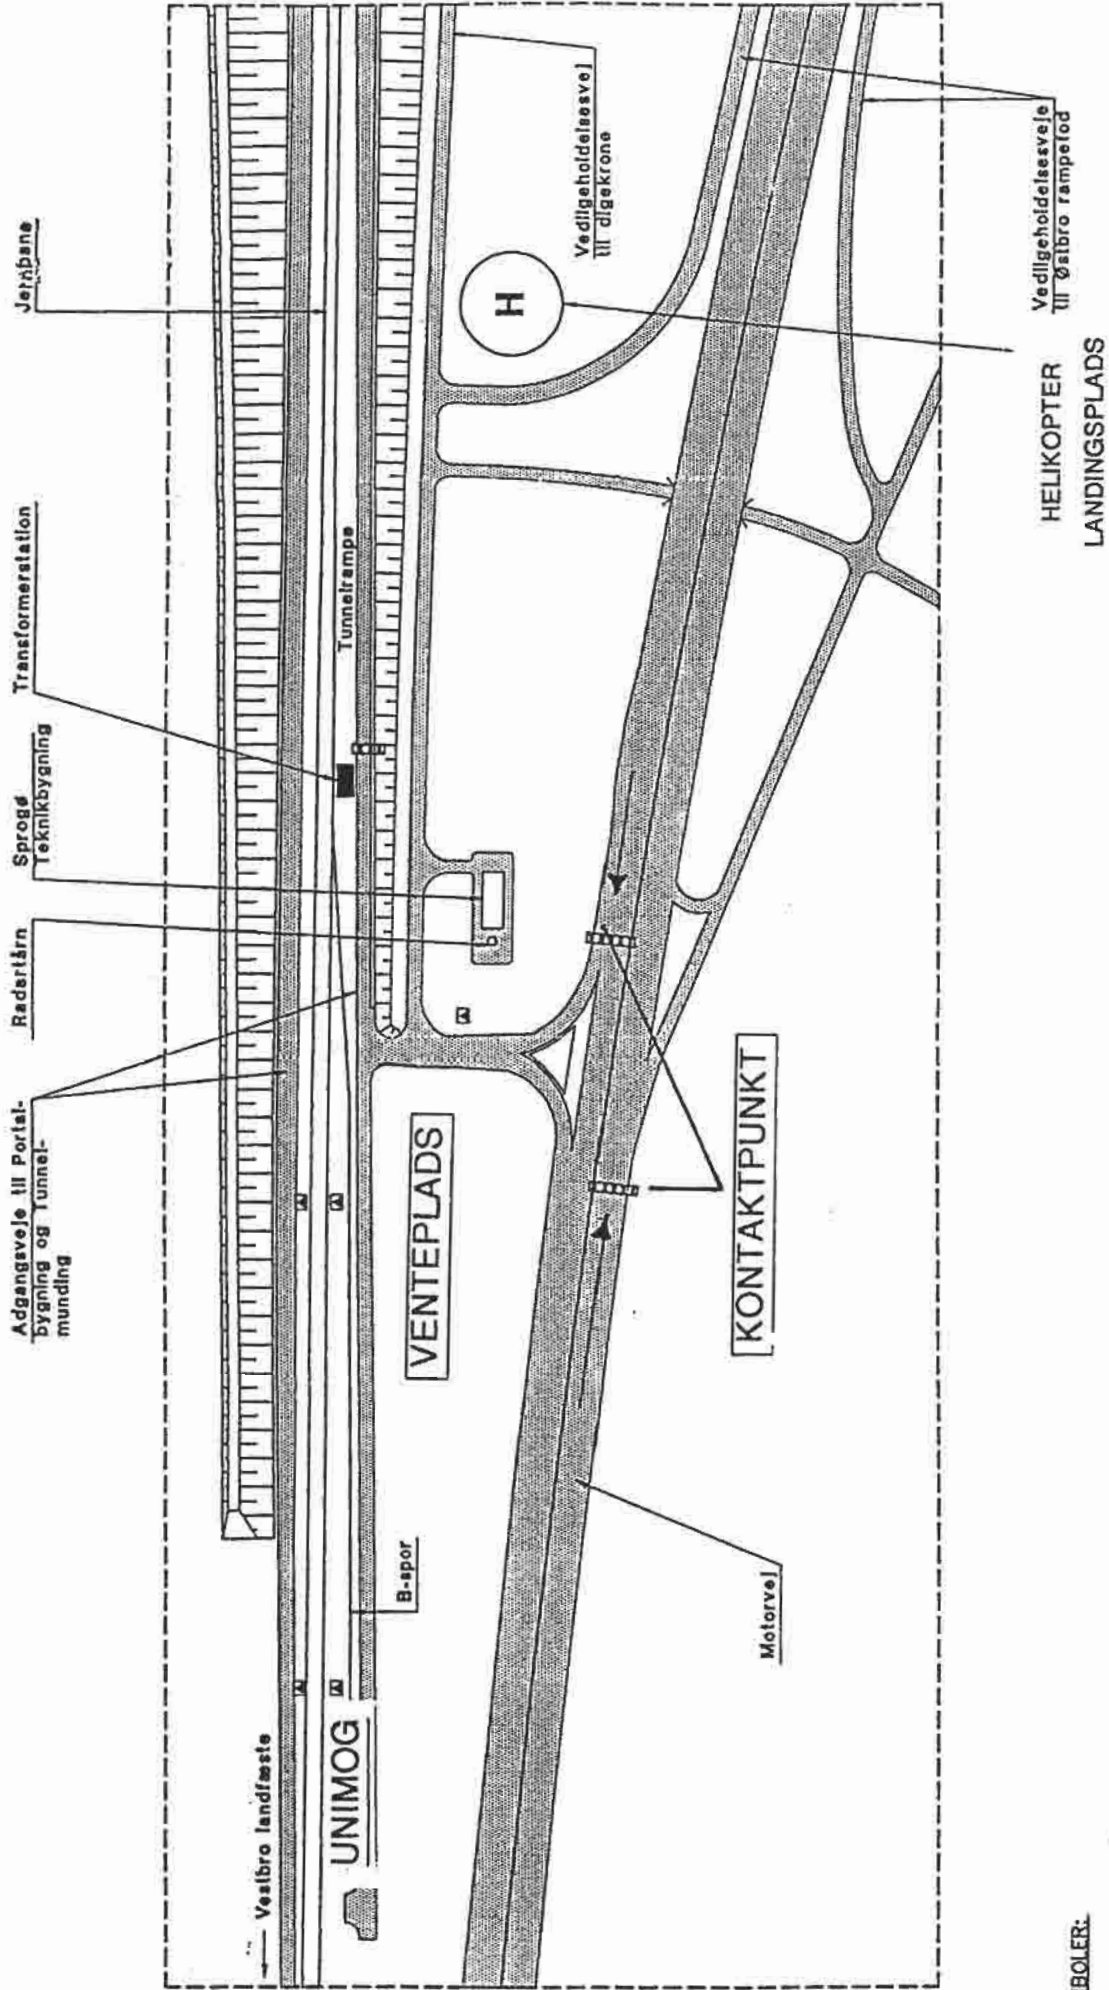 Adgangsveje til Portal-
bygning og Tunnel-
munding
Radartårn
Sprogø
Teknikbygning
Transformerstation
Jernbane
Vestbro landfæste
UNIMOG
B-spor
VENTEPLADS
Tunnelrampe
H
Vedligeholdelsesvej
til digekrone
KONTAKTPUNKT
Motorvej
Vedligeholdelsesveje
til Østbro rampefod
HELIKOPTER
LANDINGSPLADS
BOLER: